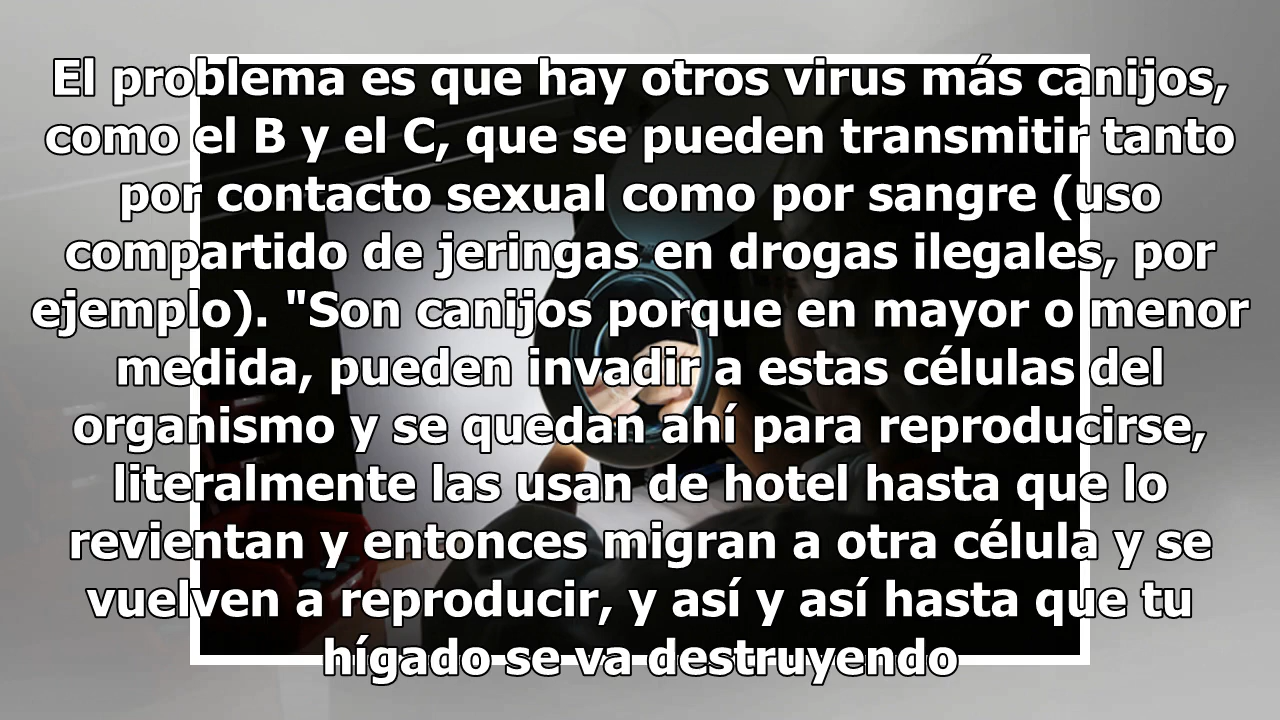 El problema es que hay otros virus más canijos,
como el B y el C, que se pueden transmitir tanto
por contacto sexual como por sangre (uso
compartido de jeringas en drogas ilegales, por
ejemplo). "Son canijos porque en mayor o menor
medida, pueden invadir a estas células del
organismo y se quedan ahí para reproducirse,
literalmente las usan de hotel hasta que lo
revientan y entonces migran a otra célula y se
vuelven a reproducir, y así y así hasta que tu
hígado se va destruyendo